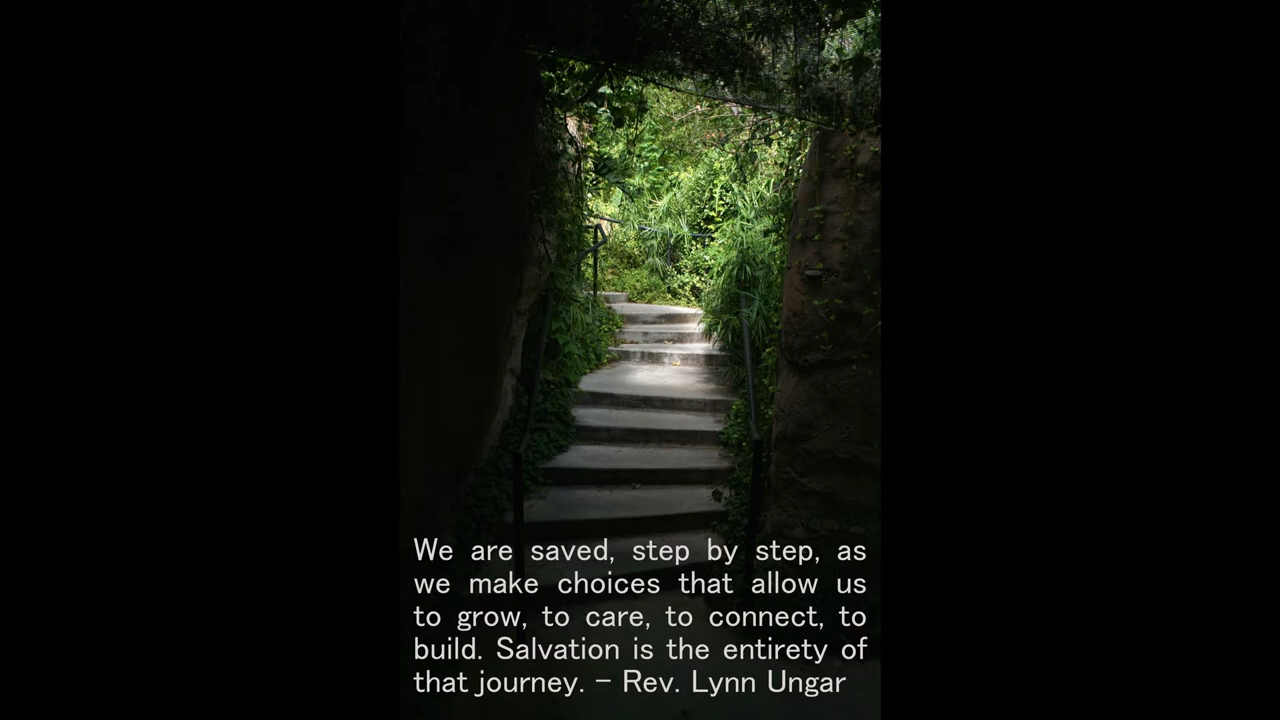 We are saved, step by step, as
we make choices that allow us
to grow, to care, to connect, to
build. Salvation is the entirety of
that journey. – Rev. Lynn Ungar